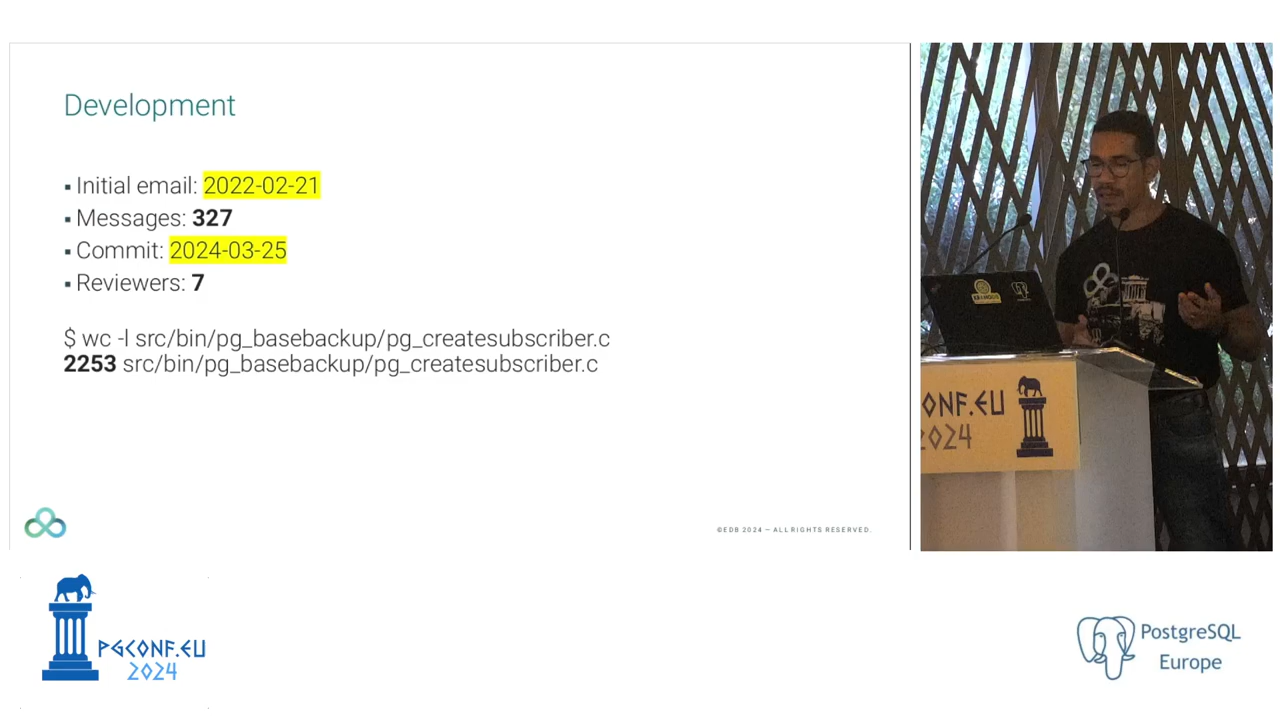 Development
▪ Initial email: 2022-02-21
▪ Messages: 327
▪ Commit: 2024-03-25
▪ Reviewers: 7
$ wc -l src/bin/pg_basebackup/pg_createsubscriber.c
2253 src/bin/pg_basebackup/pg_createsubscriber.c
©EDB 2024 — ALL RIGHTS RESERVED.
ONF.EU
2024
PGCONF.EU
2024
PostgreSQL
Europe